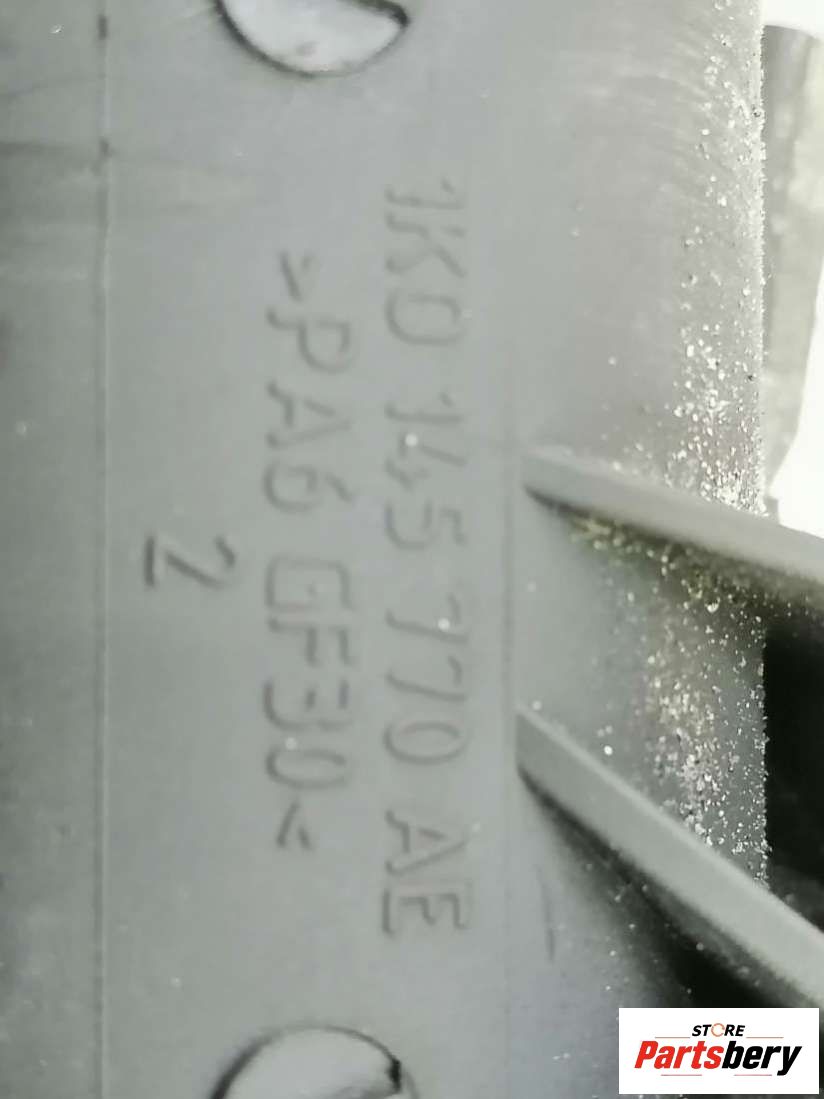 1K0 145 770 AE
>PA6 GF30<
2
STORE
Partsbery